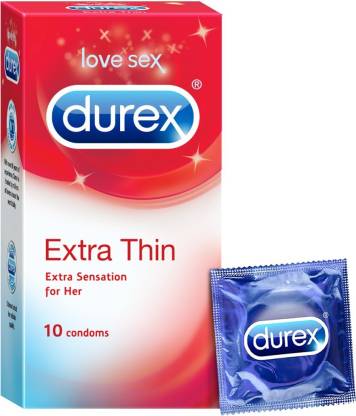 love sex
durex®
Extra Thin
Extra Sensation
for Her
10 condoms
durex®